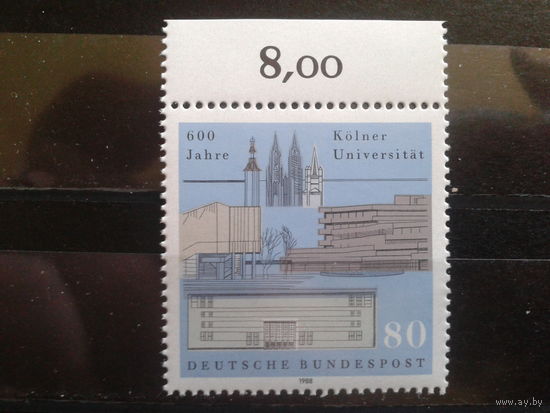 8,00
600 Kölner
Jahre Universität
80
DEUTSCHE BUNDESPOST
1988
www.ay.by